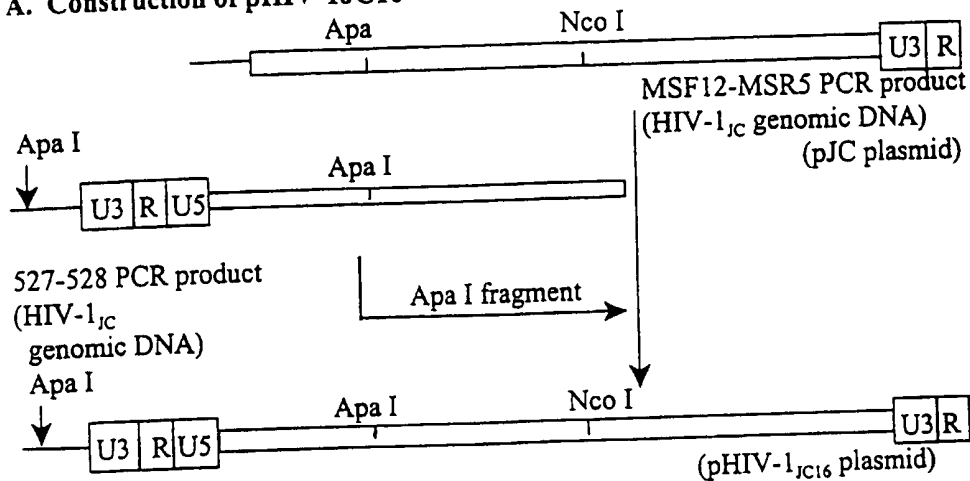 A. Construction of
Apa
Nco I
U3 R
MSF12-MSR5 PCR product
(HIV-1JC genomic DNA)
(pJC plasmid)
Apa I
Apa I
U3 R U5
527-528 PCR product
(HIV-1JC
genomic DNA)
Apa I fragment
Apa I
Apa I
Nco I
U3 R U5
U3 R
(pHIV-1JC16 plasmid)